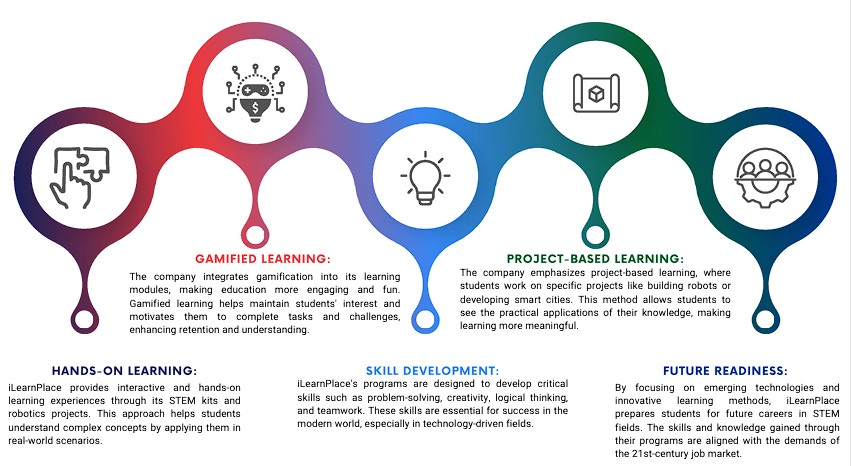 GAMIFIED LEARNING:
The company integrates gamification into its learning
modules, making education more engaging and fun.
Gamified learning helps maintain students' interest and
motivates them to complete tasks and challenges,
enhancing retention and understanding.
PROJECT-BASED LEARNING:
The company emphasizes project-based learning, where
students work on specific projects like building robots or
developing smart cities. This method allows students to
see the practical applications of their knowledge, making
learning more meaningful.
HANDS-ON LEARNING:
iLearnPlace provides interactive and hands-on
learning experiences through its STEM kits and
robotics projects. This approach helps students
understand complex concepts by applying them in
real-world scenarios.
SKILL DEVELOPMENT:
iLearnPlace's programs are designed to develop critical
skills such as problem-solving, creativity, logical thinking,
and teamwork. These skills are essential for success in the
modern world, especially in technology-driven fields.
FUTURE READINESS:
By focusing on emerging technologies and
innovative learning methods, iLearnPlace
prepares students for future careers in STEM
fields. The skills and knowledge gained through
their programs are aligned with the demands of
the 21st-century job market.